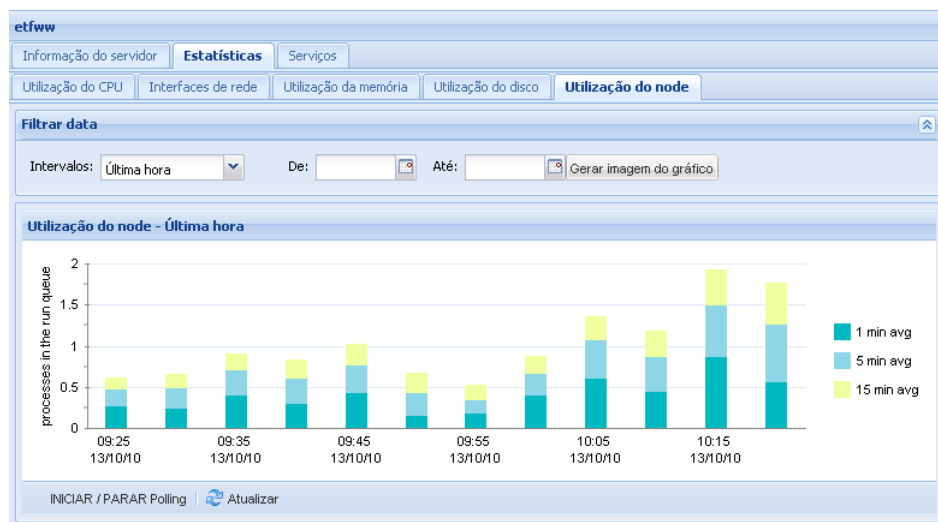 etfww
Informação do servidor Estatísticas Serviços
Utilização do CPU Interfaces de rede Utilização da memória Utilização do disco Utilização do node
Filtrar data
Intervalos: Última hora De: Até: Gerar imagem do gráfico
Utilização do node - Última hora
processes in the run queue
2
1.5
1
0.5
0
09:25 09:35 09:45 09:55 10:05 10:15
13/10/10 13/10/10 13/10/10 13/10/10 13/10/10 13/10/10
1 min avg
5 min avg
15 min avg
INICIAR / PARAR Polling Atualizar